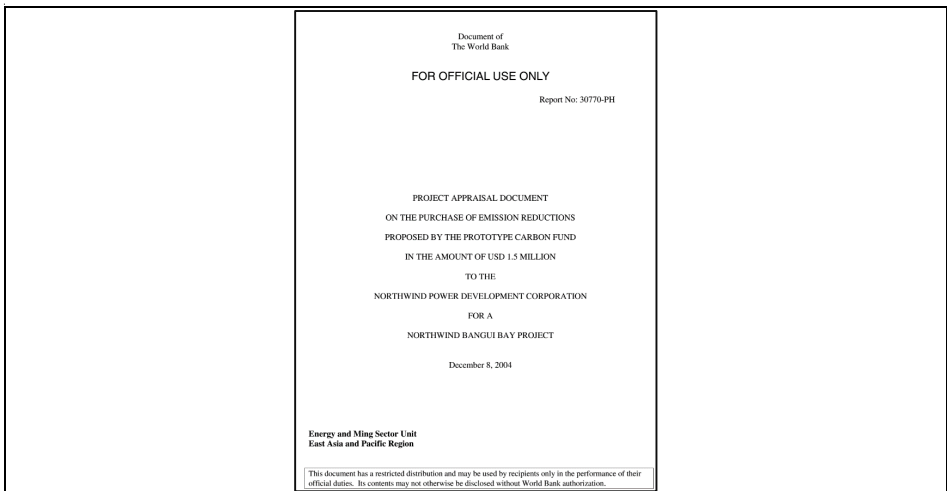 Document of
The World Bank
FOR OFFICIAL USE ONLY
Report No: 30770-PH
PROJECT APPRAISAL DOCUMENT
ON THE PURCHASE OF EMISSION REDUCTIONS
PROPOSED BY THE PROTOTYPE CARBON FUND
IN THE AMOUNT OF USD 1.5 MILLION
TO THE
NORTHWIND POWER DEVELOPMENT CORPORATION
FOR A
NORTHWIND BANGUI BAY PROJECT
December 8, 2004
Energy and Ming Sector Unit
East Asia and Pacific Region
This document has a restricted distribution and may be used by recipients only in the performance of their
official duties. Its contents may not otherwise be disclosed without World Bank authorization.